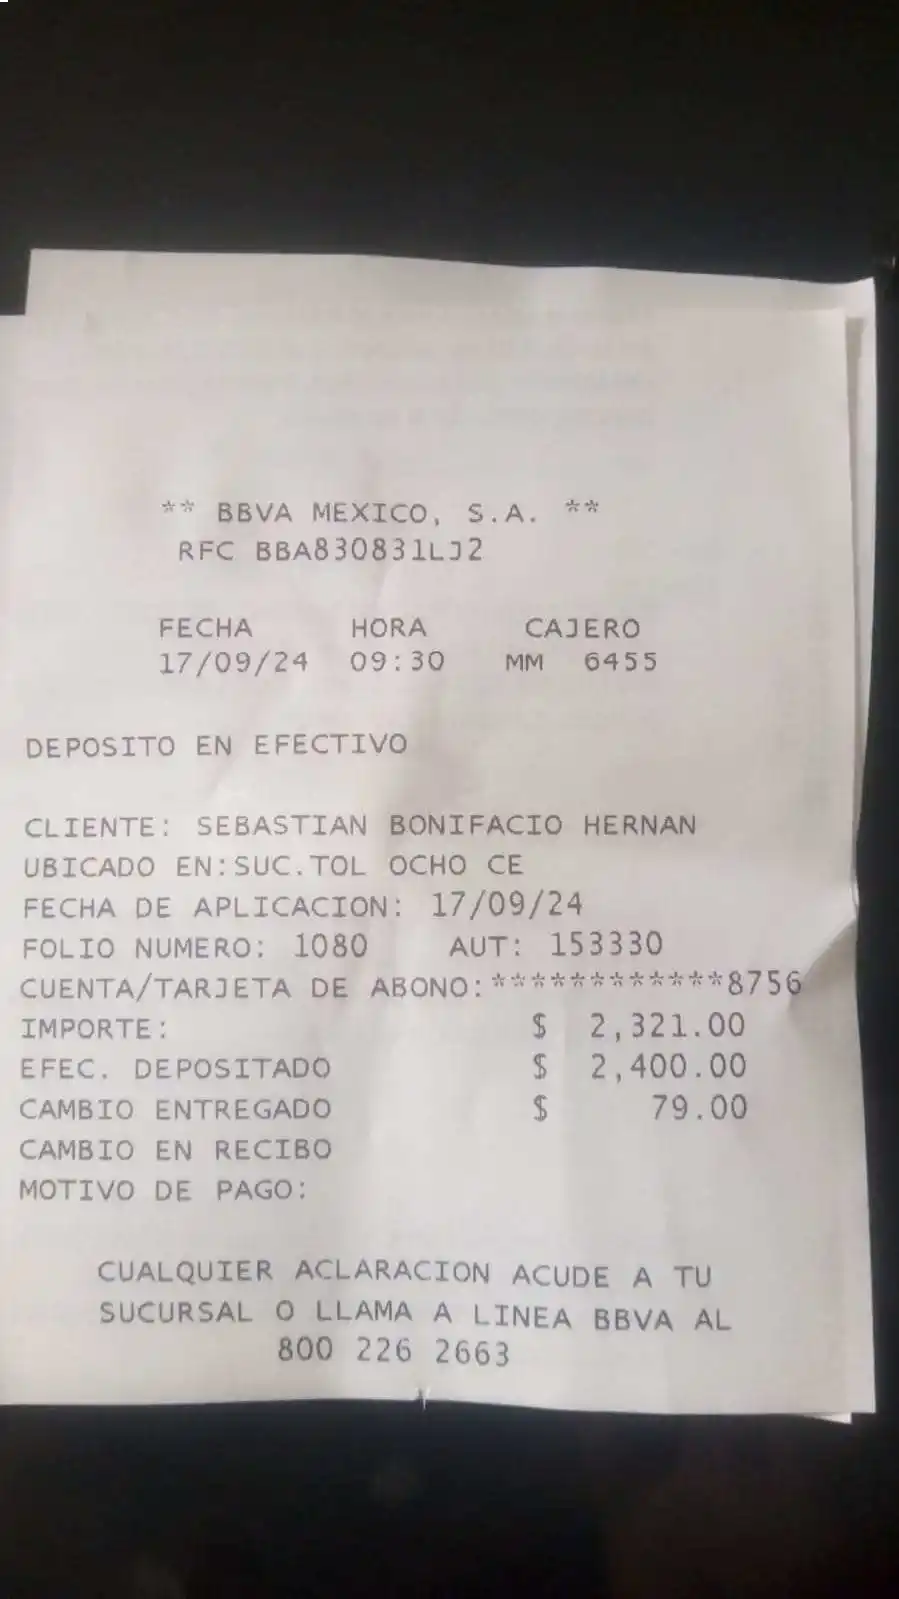 ** BBVA MEXICO, S.A. **
RFC BBA830831LJ2
FECHA HORA CAJERO
17/09/24 09:30 MM 6455
DEPOSITO EN EFECTIVO
CLIENTE: SEBASTIAN BONIFACIO HERNAN
UBICADO EN:SUC.TOL OCHO CE
FECHA DE APLICACION: 17/09/24
FOLIO NUMERO: 1080 AUT: 153330
CUENTA/TARJETA DE ABONO:************8756
IMPORTE: $ 2,321.00
EFEC. DEPOSITADO $ 2,400.00
CAMBIO ENTREGADO $ 79.00
CAMBIO EN RECIBO
MOTIVO DE PAGO:
CUALQUIER ACLARACION ACUDE A TU
SUCURSAL O LLAMA A LINEA BBVA AL
800 226 2663